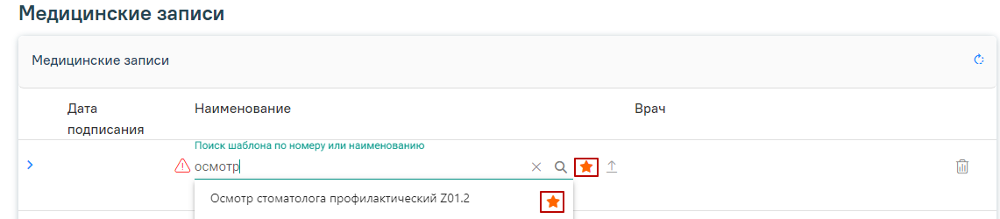 Медицинские записи
Медицинские записи
Дата подписания
Наименование
Врач
Поиск шаблона по номеру или наименованию
осмотр
Осмотр стоматолога профилактический Z01.2